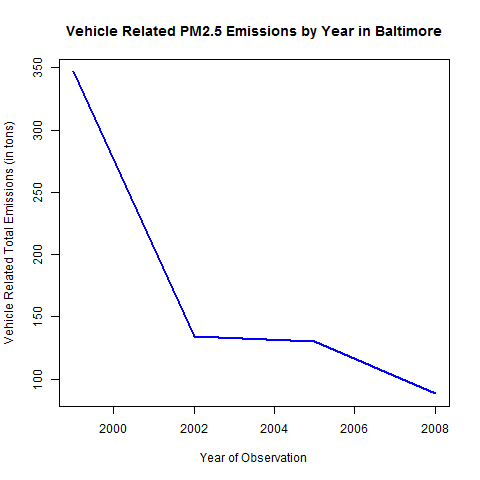 Vehicle Related PM2.5 Emissions by Year in Baltimore
Vehicle Related Total Emissions (in tons)
350
300
250
200
150
100
2000 2002 2004 2006 2008
Year of Observation